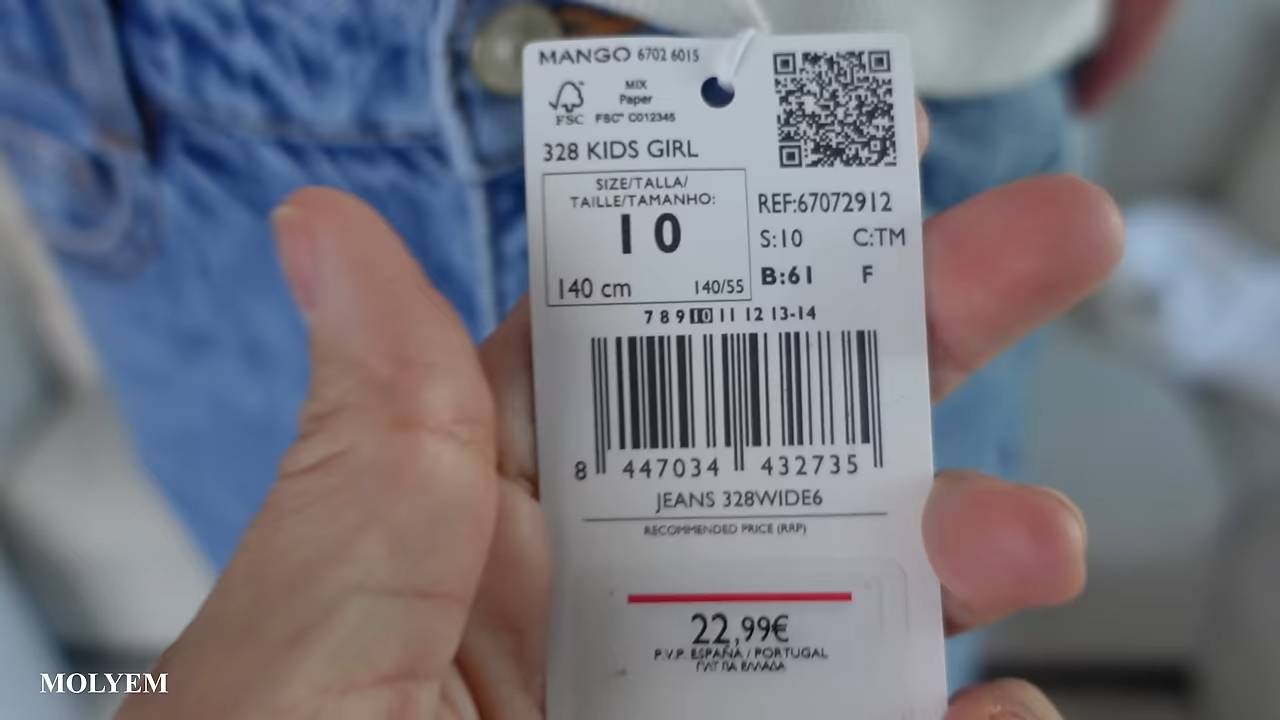 MANGO 6702 6015
MIX
Paper
FSC™ C012345
FSC
328 KIDS GIRL
SIZE/TALLA/
TAILLE/TAMANHO:
10
140 cm 140/55
REF:67072912
S:10 C:TM
B:61 F
7 8 9 10 11 12 13-14
8 447034 432735
JEANS 328WIDE6
RECOMMENDED PRICE (RRP)
22,99€
P.V.P. ESPAÑA / PORTUGAL
ΕΛΛΑΔΑ
MOLYEM